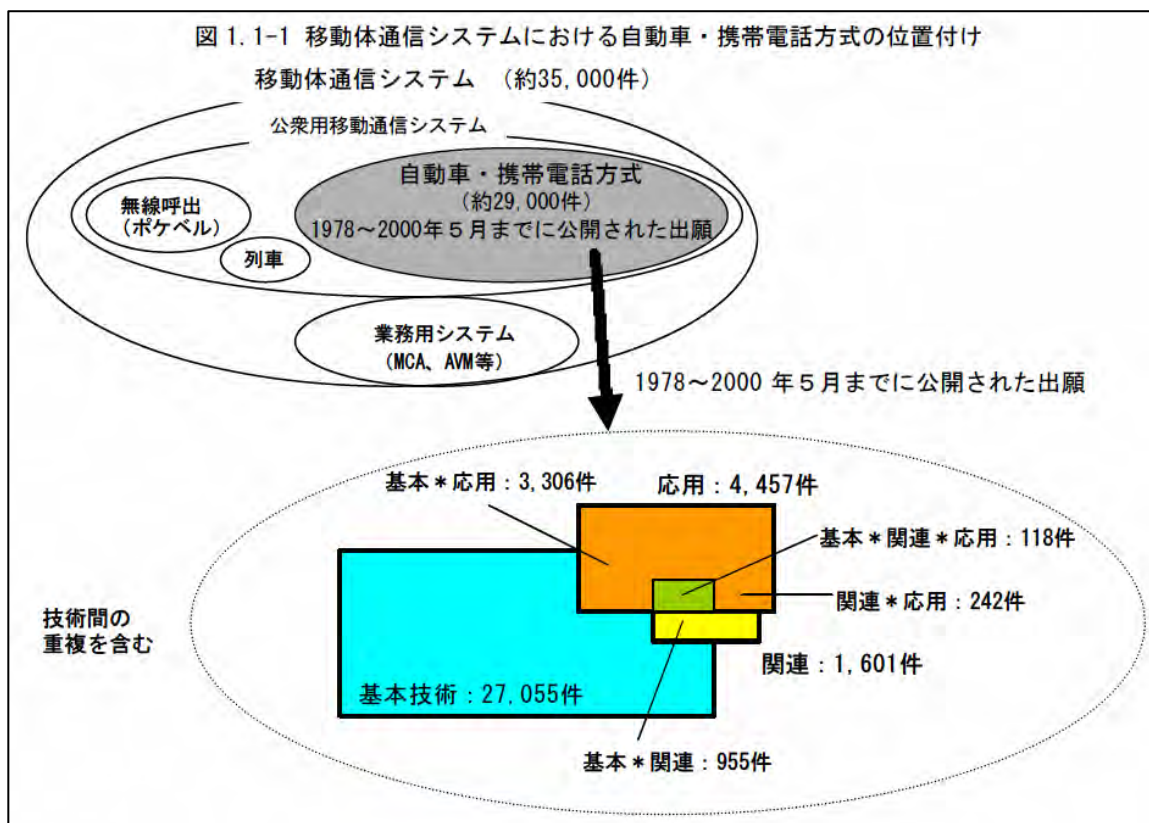 図 1.1-1 移動体通信システムにおける自動車・携帯電話方式の位置付け
移動体通信システム (約35,000件)
公衆用移動通信システム
自動車・携帯電話方式
(約29,000件)
1978～2000年５月までに公開された出願
無線呼出
(ポケベル)
列車
業務用システム
(MCA、AVM等)
1978～2000 年５月までに公開された出願
基本＊応用：3,306件
応用：4,457件
基本＊関連＊応用：118件
関連＊応用：242件
技術間の
重複を含む
関連：1,601件
基本技術：27,055件
基本＊関連：955件